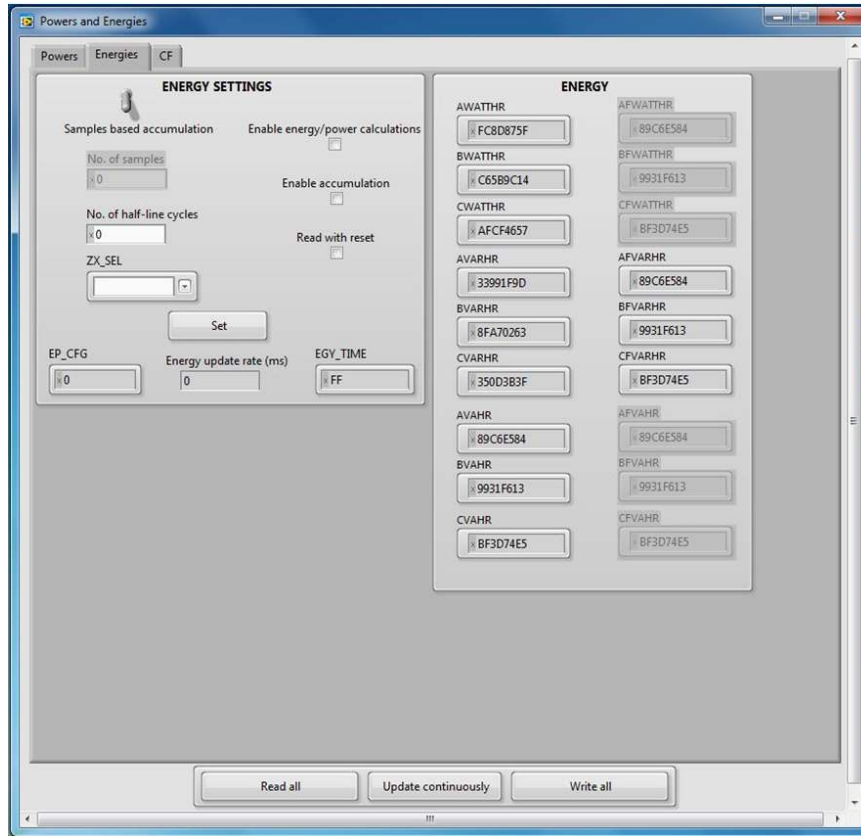 Powers and Energies
Powers Energies CF
ENERGY SETTINGS
Samples based accumulation
Enable energy/power calculations
No. of samples
x 0
Enable accumulation
No. of half-line cycles
x 0
Read with reset
ZX_SEL
Set
EP_CFG
x 0
Energy update rate (ms)
0
EGY_TIME
x FF
ENERGY
AWATTHR AFWATTHR
x FC8D875F x 89C6E584
BWATTHR BFWATTHR
x C65B9C14 x 9931F613
CWATTHR CFWATTHR
x AFCF4657 x BF3D74E5
AVARHR AFVARHR
x 33991F9D x 89C6E584
BVARHR BFVARHR
x 8FA70263 x 9931F613
CVARHR CFVARHR
x 350D3B3F x BF3D74E5
AVAHR AFVAHR
x 89C6E584 x 89C6E584
BVAHR BFVAHR
x 9931F613 x 9931F613
CVAHR CFVAHR
x BF3D74E5 x BF3D74E5
Read all Update continuously Write all